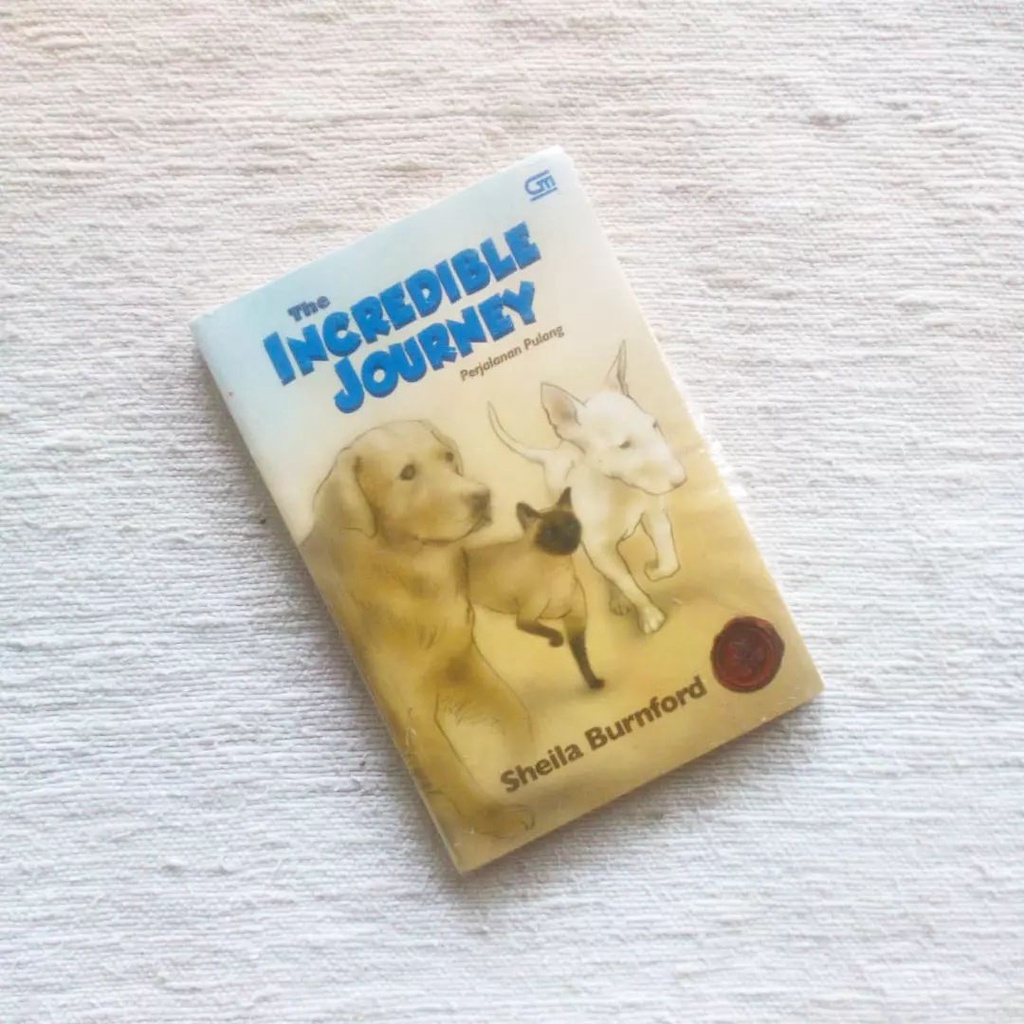 GM
The
INCREDIBLE
JOURNEY
Perjalanan Pulang
Sheila Burnford